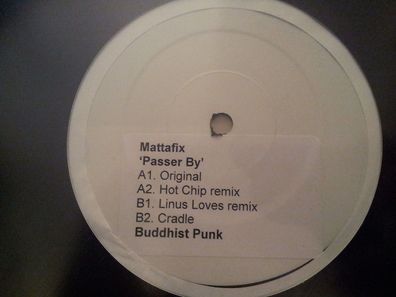 Mattafix
‘Passer By’
A1. Original
A2. Hot Chip remix
B1. Linus Loves remix
B2. Cradle
Buddhist Punk